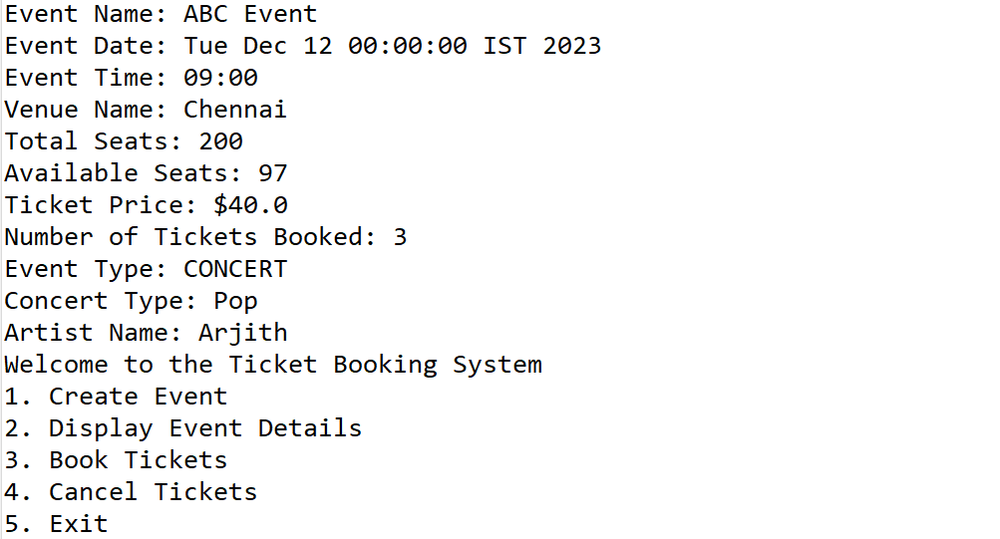 Event Name: ABC Event
Event Date: Tue Dec 12 00:00:00 IST 2023
Event Time: 09:00
Venue Name: Chennai
Total Seats: 200
Available Seats: 97
Ticket Price: $40.0
Number of Tickets Booked: 3
Event Type: CONCERT
Concert Type: Pop
Artist Name: Arjith
Welcome to the Ticket Booking System
1. Create Event
2. Display Event Details
3. Book Tickets
4. Cancel Tickets
5. Exit